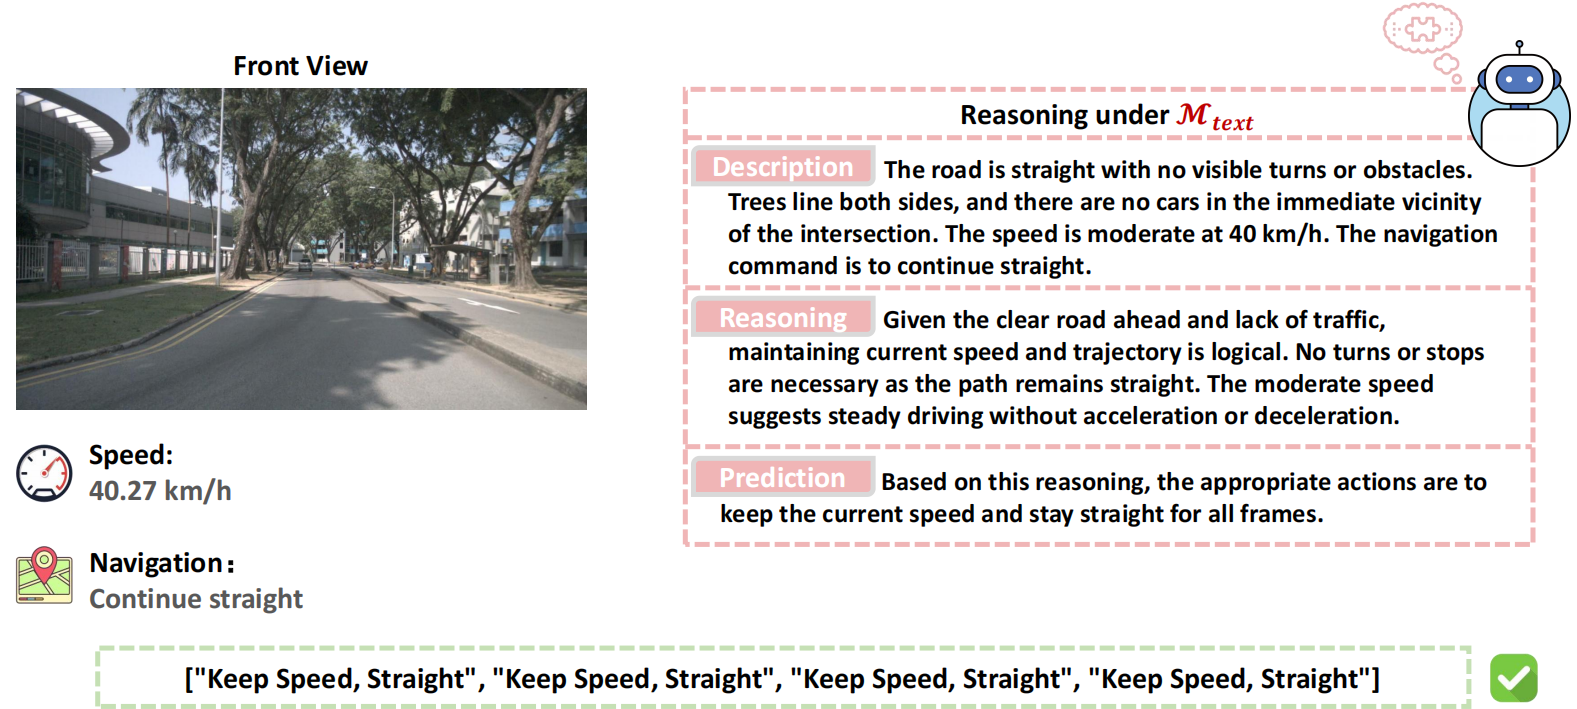 Front View
Speed:
40.27 km/h
Navigation：
Continue straight
Reasoning under 𝓜text
Description The road is straight with no visible turns or obstacles.
Trees line both sides, and there are no cars in the immediate vicinity
of the intersection. The speed is moderate at 40 km/h. The navigation
command is to continue straight.
Reasoning Given the clear road ahead and lack of traffic,
maintaining current speed and trajectory is logical. No turns or stops
are necessary as the path remains straight. The moderate speed
suggests steady driving without acceleration or deceleration.
Prediction Based on this reasoning, the appropriate actions are to
keep the current speed and stay straight for all frames.
["Keep Speed, Straight", "Keep Speed, Straight", "Keep Speed, Straight", "Keep Speed, Straight"]